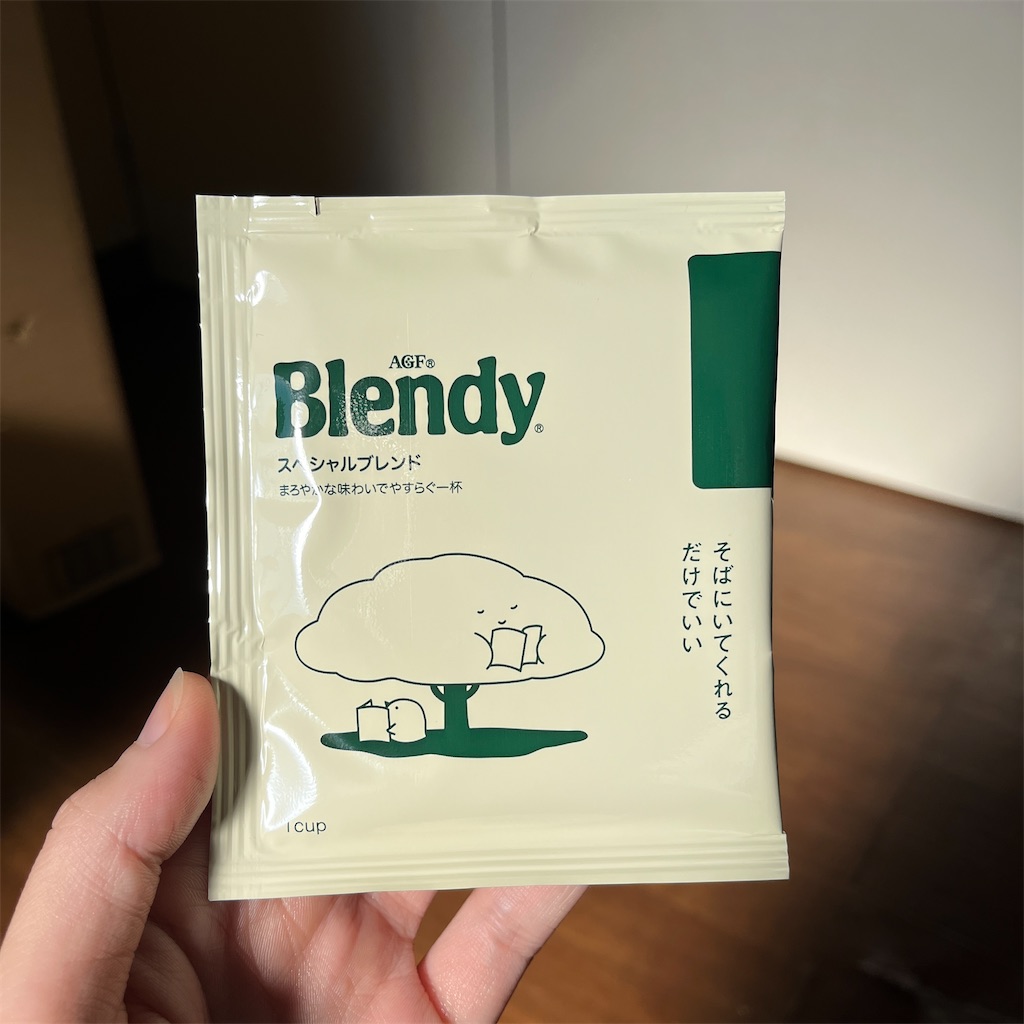 AGF®
Blendy®
スペシャルブレンド
まろやかな味わいでやすらぐ一杯
そばにいてくれる
だけでいい
1 cup